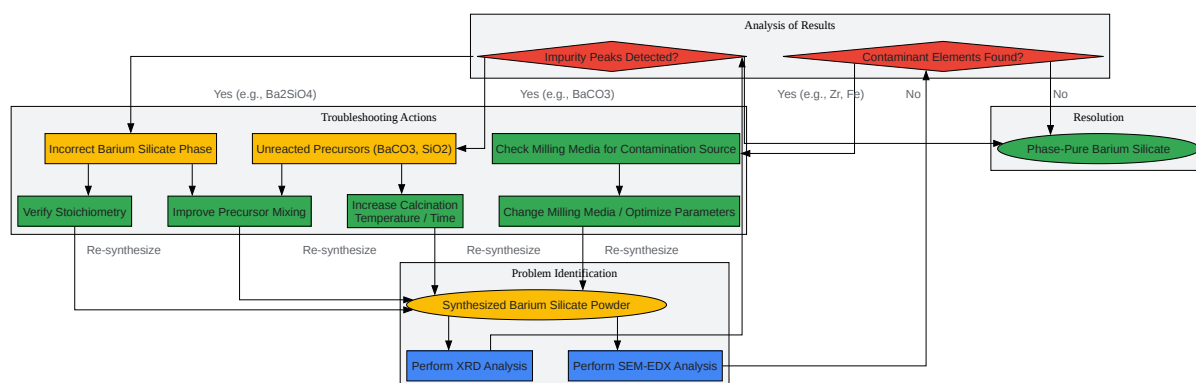 Analysis of Results
Impurity Peaks Detected?
Contaminant Elements Found?
Yes (e.g., Ba2SiO4)
Yes (e.g., BaCO3)
Yes (e.g., Zr, Fe)
No
No
Troubleshooting Actions
Resolution
Incorrect Barium Silicate Phase
Unreacted Precursors (BaCO3, SiO2)
Check Milling Media for Contamination Source
Phase-Pure Barium Silicate
Verify Stoichiometry
Improve Precursor Mixing
Increase Calcination
Temperature / Time
Change Milling Media / Optimize Parameters
Re-synthesize
Re-synthesize
Re-synthesize
Re-synthesize
Problem Identification
Synthesized Barium Silicate Powder
Perform XRD Analysis
Perform SEM-EDX Analysis